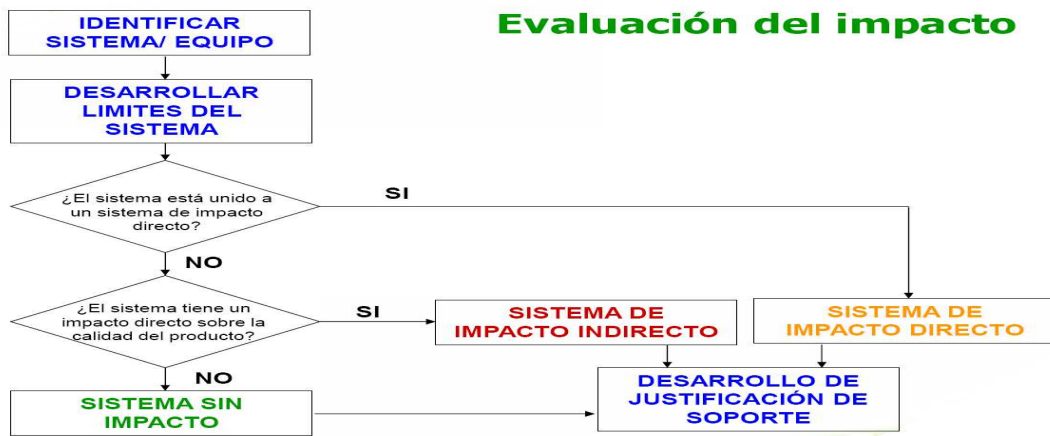 Evaluación del impacto
IDENTIFICAR
SISTEMA/ EQUIPO
DESARROLLAR
LIMITES DEL
SISTEMA
¿El sistema está unido a
un sistema de impacto
directo?
SI
NO
¿El sistema tiene un
impacto directo sobre la
calidad del producto?
SI
NO
SISTEMA DE
IMPACTO INDIRECTO
SISTEMA DE
IMPACTO DIRECTO
SISTEMA SIN
IMPACTO
DESARROLLO DE
JUSTIFICACIÓN DE
SOPORTE